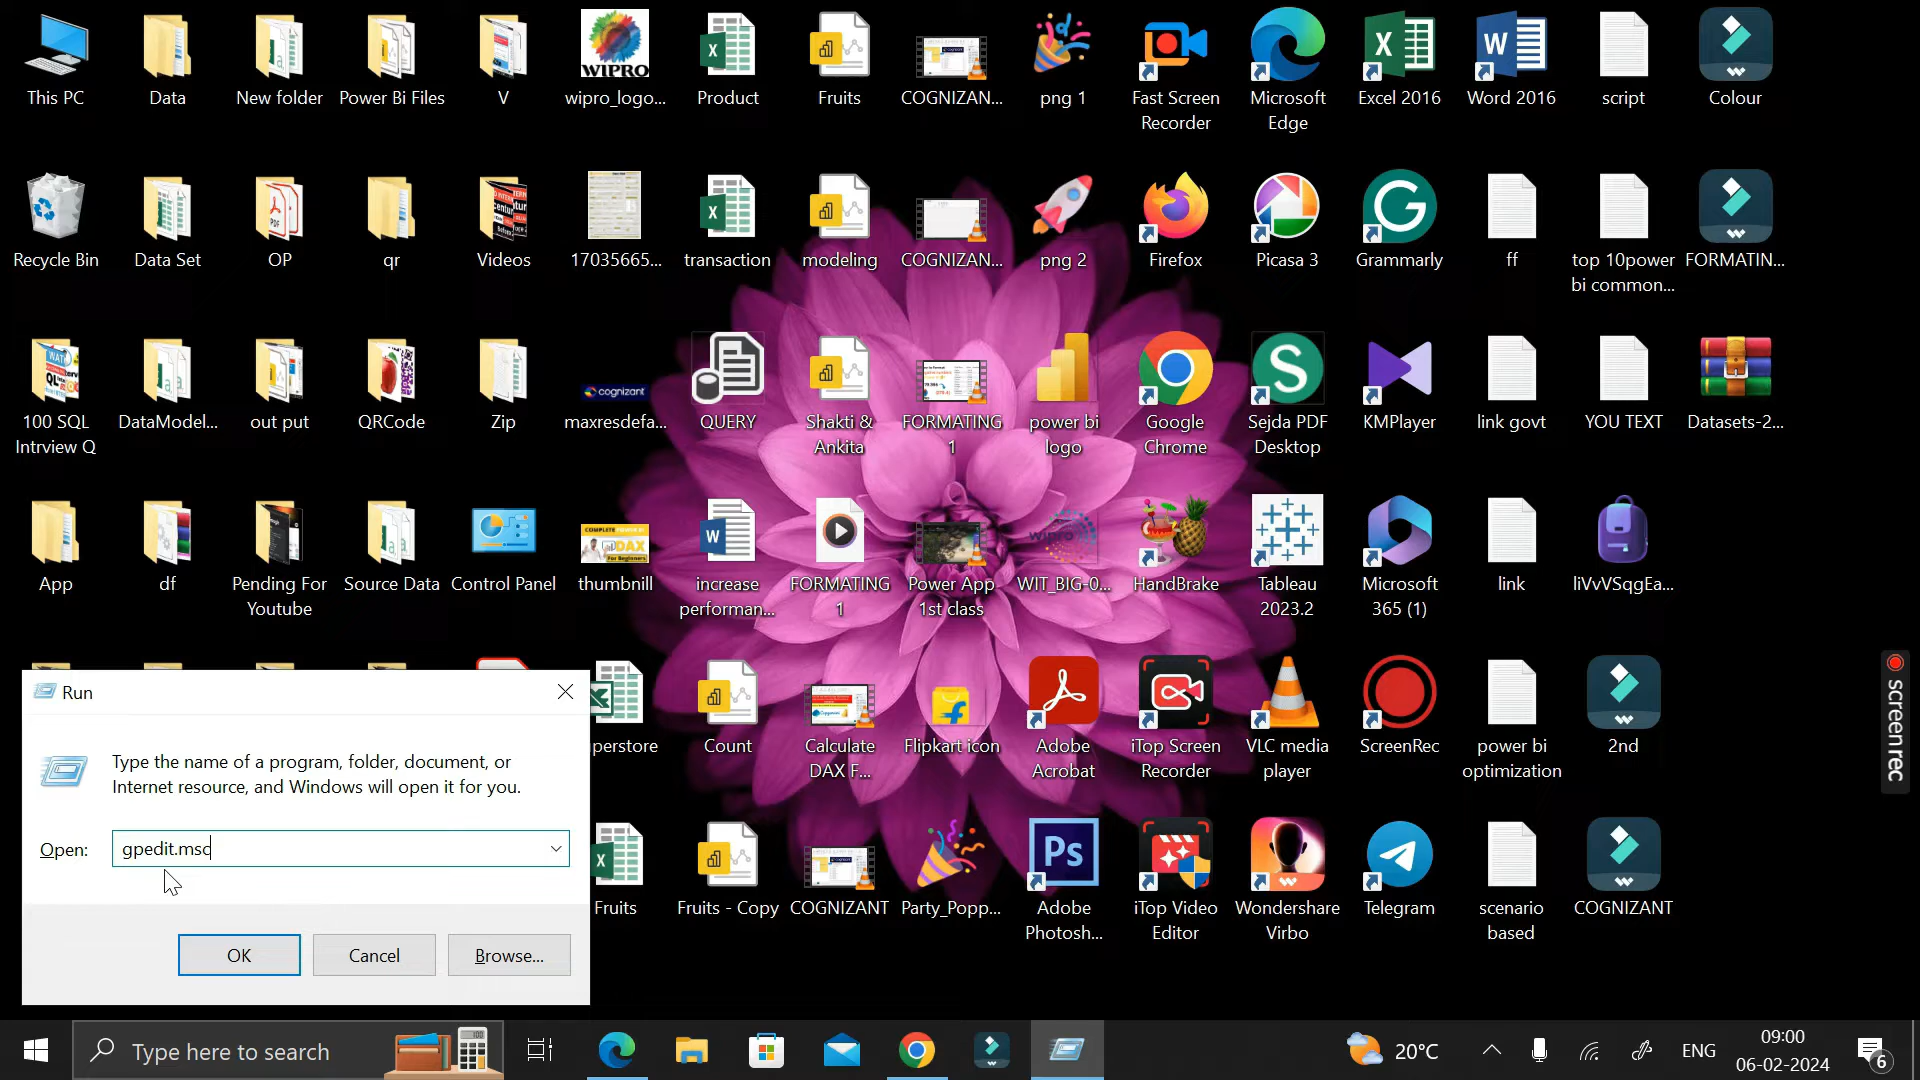 This PC
Data
New folder
Power Bi Files
V
WIPRO
wipro_logo...
Product
Fruits
COGNIZAN...
png 1
Fast Screen
Recorder
Microsoft
Edge
Excel 2016
Word 2016
script
Colour
Recycle Bin
Data Set
OP
qr
Videos
17035665...
transaction
modeling
COGNIZAN...
png 2
Firefox
Picasa 3
Grammarly
ff
top 10power
bi common...
FORMATIN...
100 SQL
Intrview Q
DataModel...
out put
QRCode
Zip
cognizant
maxresdefa...
QUERY
Shakti &
Ankita
FORMATING
1
power bi
logo
Google
Chrome
Sejda PDF
Desktop
KMPlayer
link govt
YOU TEXT
Datasets-2...
App
df
Pending For
Youtube
Source Data
Control Panel
thumbnill
increase
performan...
FORMATING
1
Power App
1st class
WIT_BIG-0...
HandBrake
Tableau
2023.2
Microsoft
365 (1)
link
liVvVSqgEa...
perstore
Count
Calculate
DAX F...
Flipkart icon
Adobe
Acrobat
iTop Screen
Recorder
VLC media
player
ScreenRec
power bi
optimization
2nd
screenrec
Run
Type the name of a program, folder, document, or
Internet resource, and Windows will open it for you.
Open:
gpedit.msc
OK
Cancel
Browse...
Fruits
Fruits - Copy
COGNIZANT
Party_Popp...
Ps
Adobe
Photosh...
iTop Video
Editor
Wondershare
Virbo
Telegram
scenario
based
COGNIZANT
Type here to search
20°C
ENG
09:00
06-02-2024
6